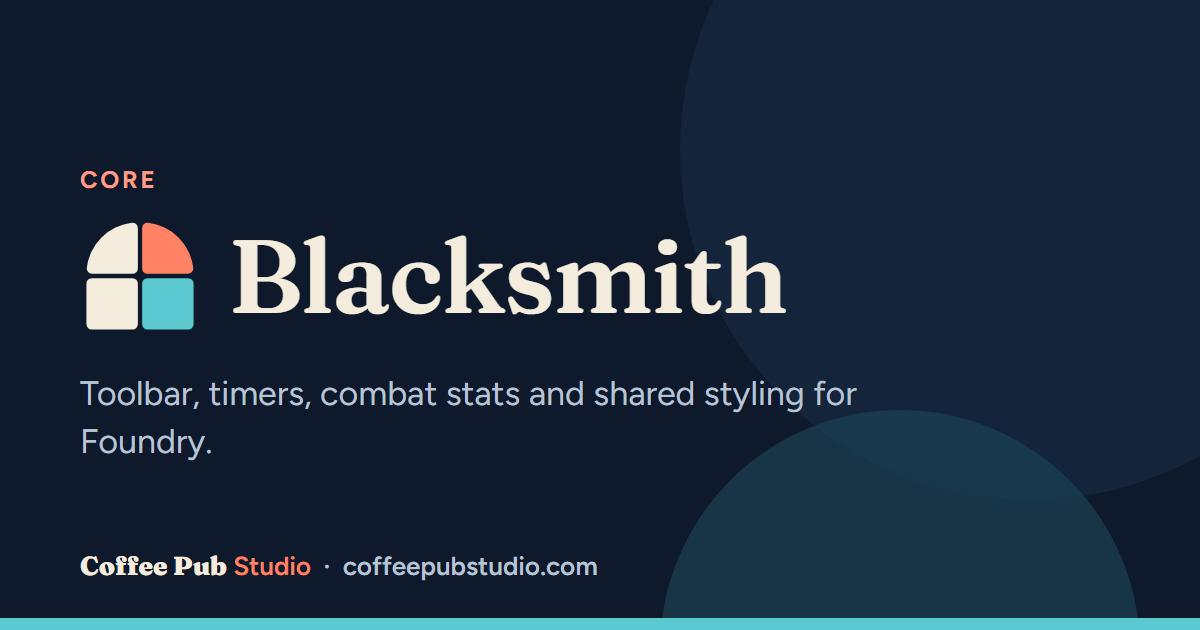 CORE
Blacksmith
Toolbar, timers, combat stats and shared styling for
Foundry.
Coffee Pub Studio · coffeepubstudio.com